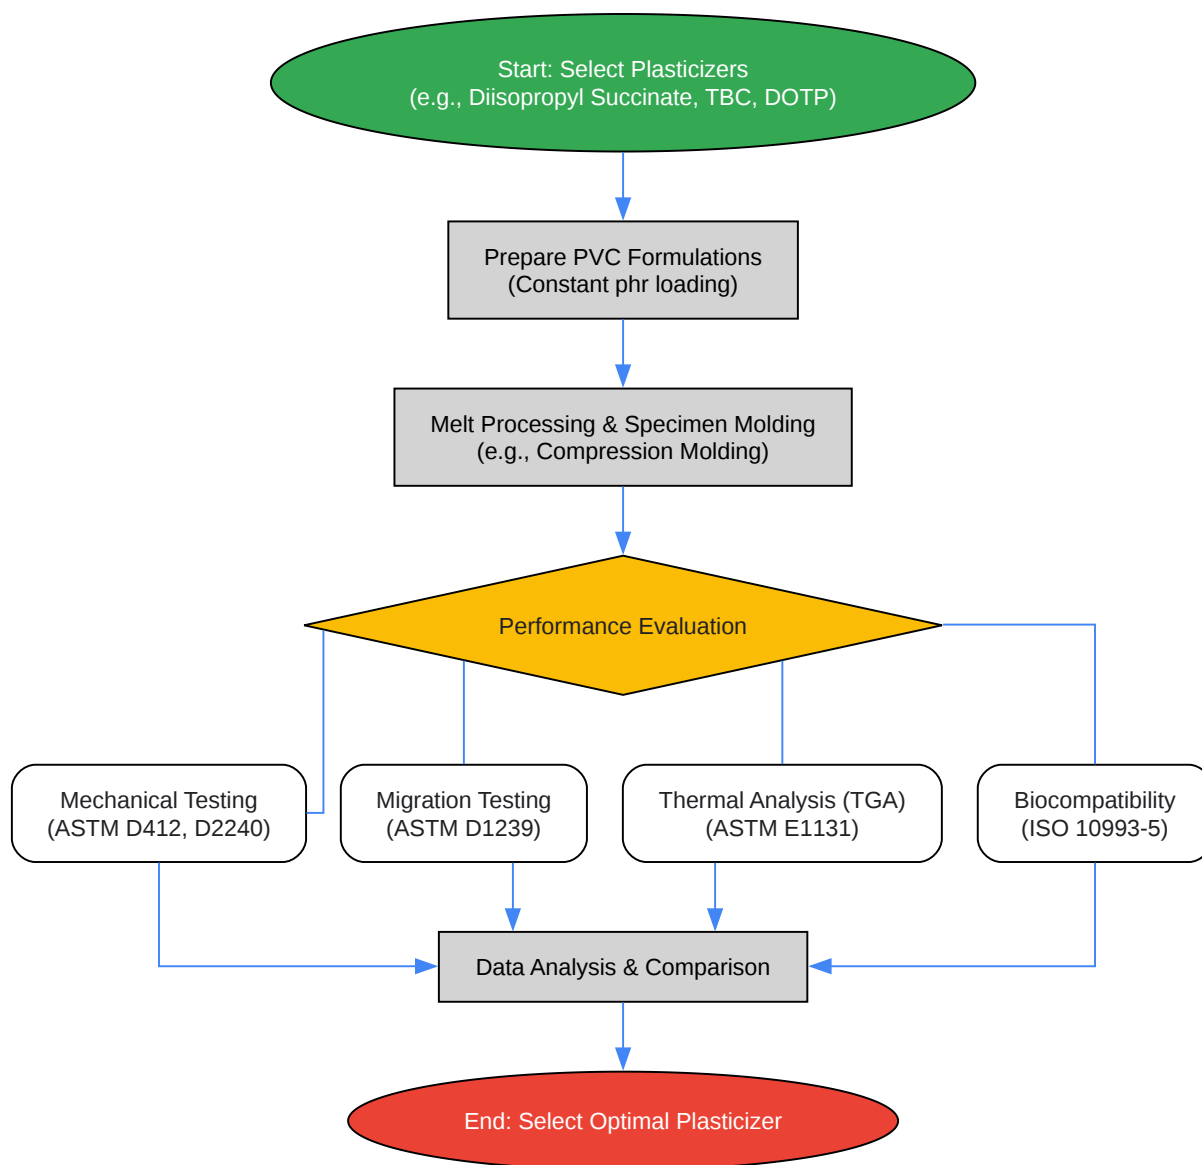 Start: Select Plasticizers
(e.g., Diisopropyl Succinate, TBC, DOTP)
Prepare PVC Formulations
(Constant phr loading)
Melt Processing & Specimen Molding
(e.g., Compression Molding)
Performance Evaluation
Mechanical Testing
(ASTM D412, D2240)
Migration Testing
(ASTM D1239)
Thermal Analysis (TGA)
(ASTM E1131)
Biocompatibility
(ISO 10993-5)
Data Analysis & Comparison
End: Select Optimal Plasticizer